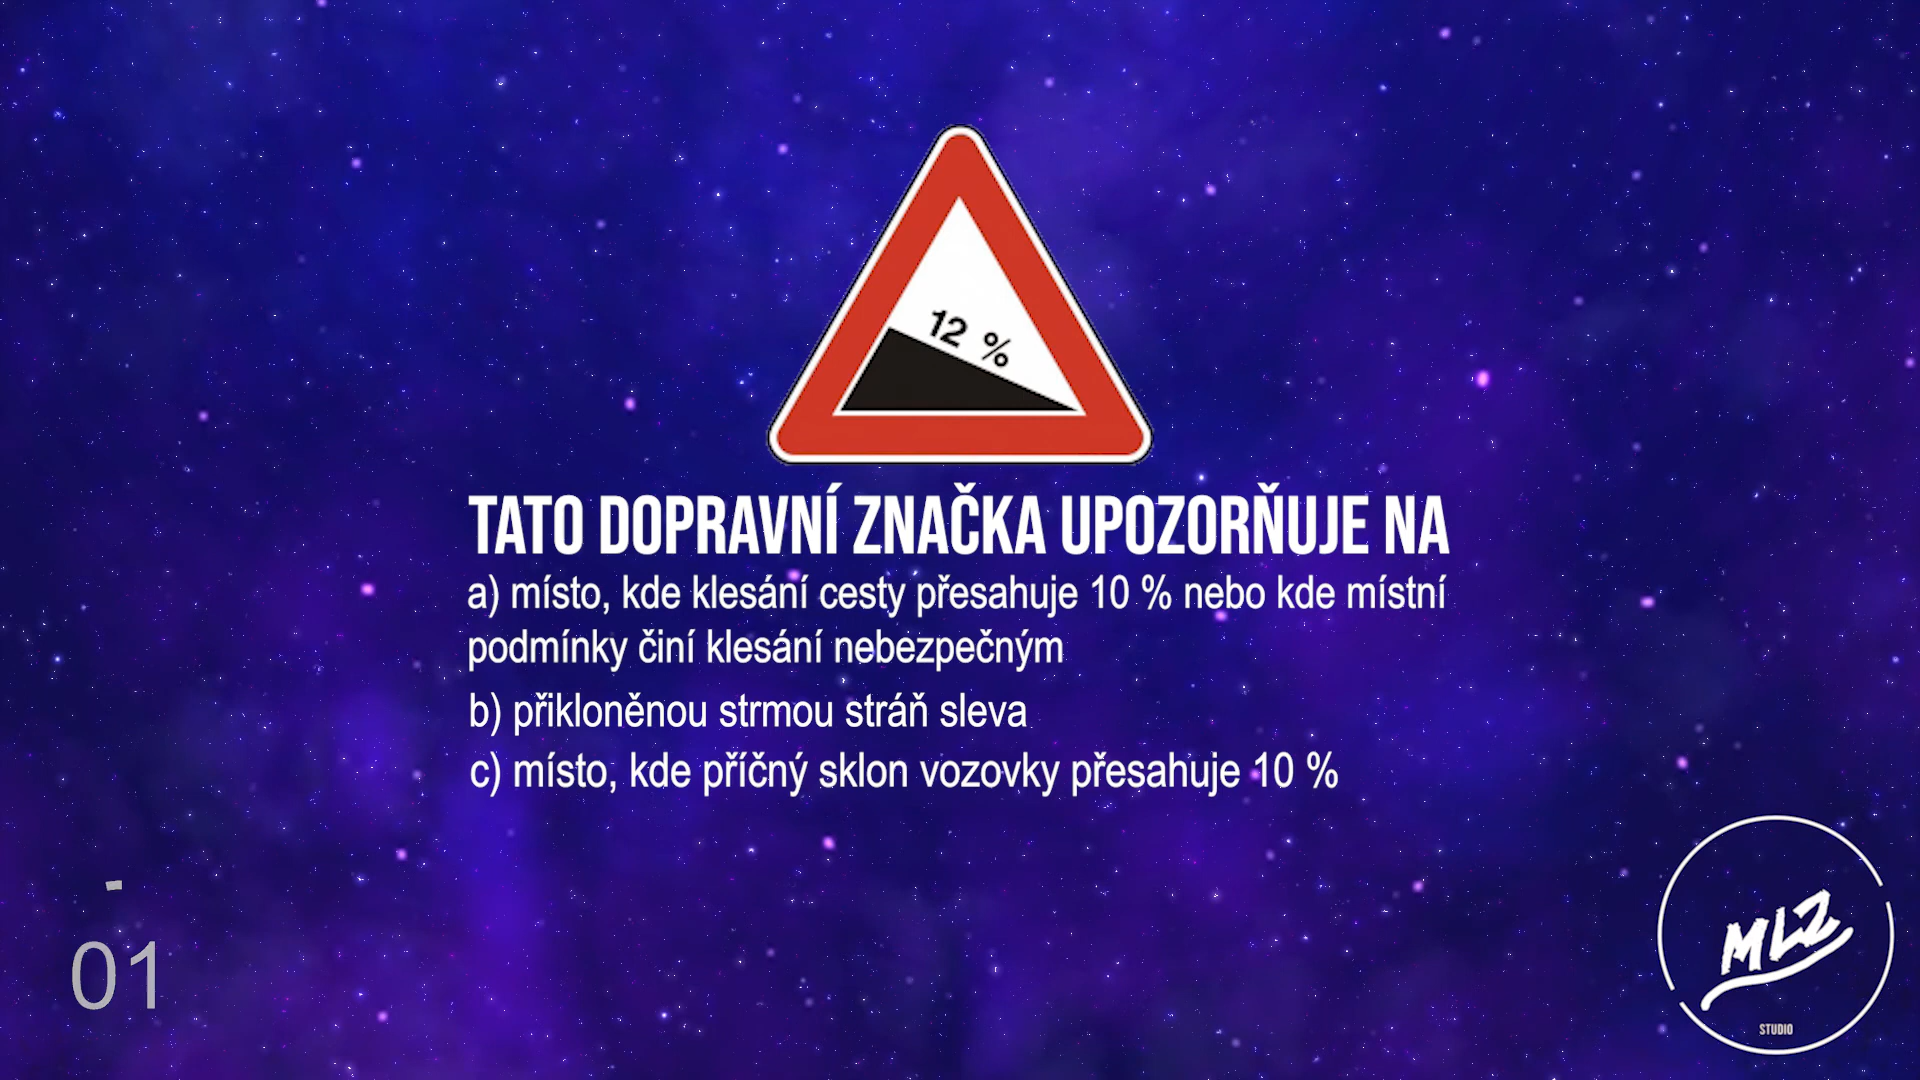 12 %
TATO DOPRAVNÍ ZNAČKA UPOZORŇUJE NA
a) místo, kde klesání cesty přesahuje 10 % nebo kde místní
podmínky činí klesání nebezpečným
b) přikloněnou strmou stráň sleva
c) místo, kde příčný sklon vozovky přesahuje 10 %
01
MLZ
STUDIO